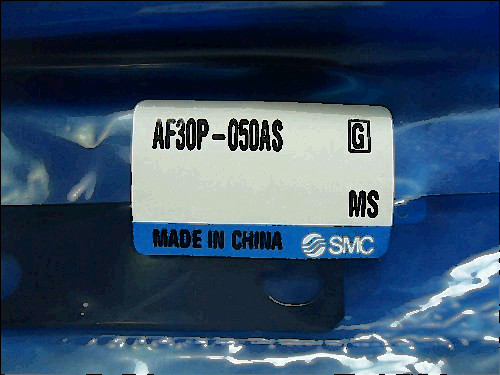 AF30P-050AS G
MS
MADE IN CHINA SMC